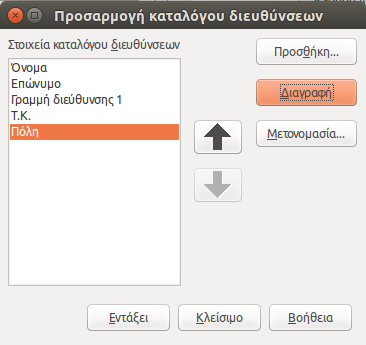 Προσαρμογή καταλόγου διευθύνσεων
Στοιχεία καταλόγου διευθύνσεων
Όνομα
Επώνυμο
Γραμμή διεύθυνσης 1
Τ.Κ.
Πόλη
Προσθήκη...
Διαγραφή
Μετονομασία...
Εντάξει
Κλείσιμο
Βοήθεια